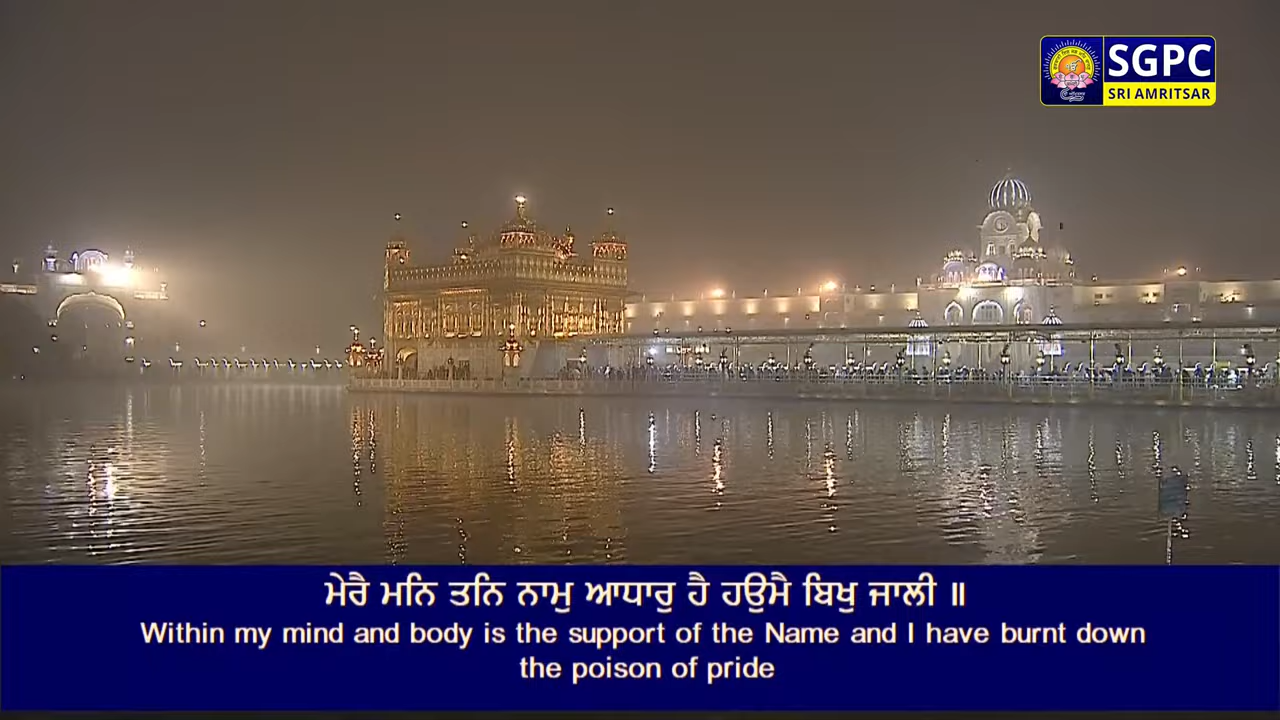 SGPC
SRI AMRITSAR
ਮੇਰੈ ਮਨਿ ਤਨਿ ਨਾਮੁ ਆਧਾਰੁ ਹੈ ਹਉਮੈ ਬਿਖੁ ਜਾਲੀ ॥
Within my mind and body is the support of the Name and I have burnt down
the poison of pride